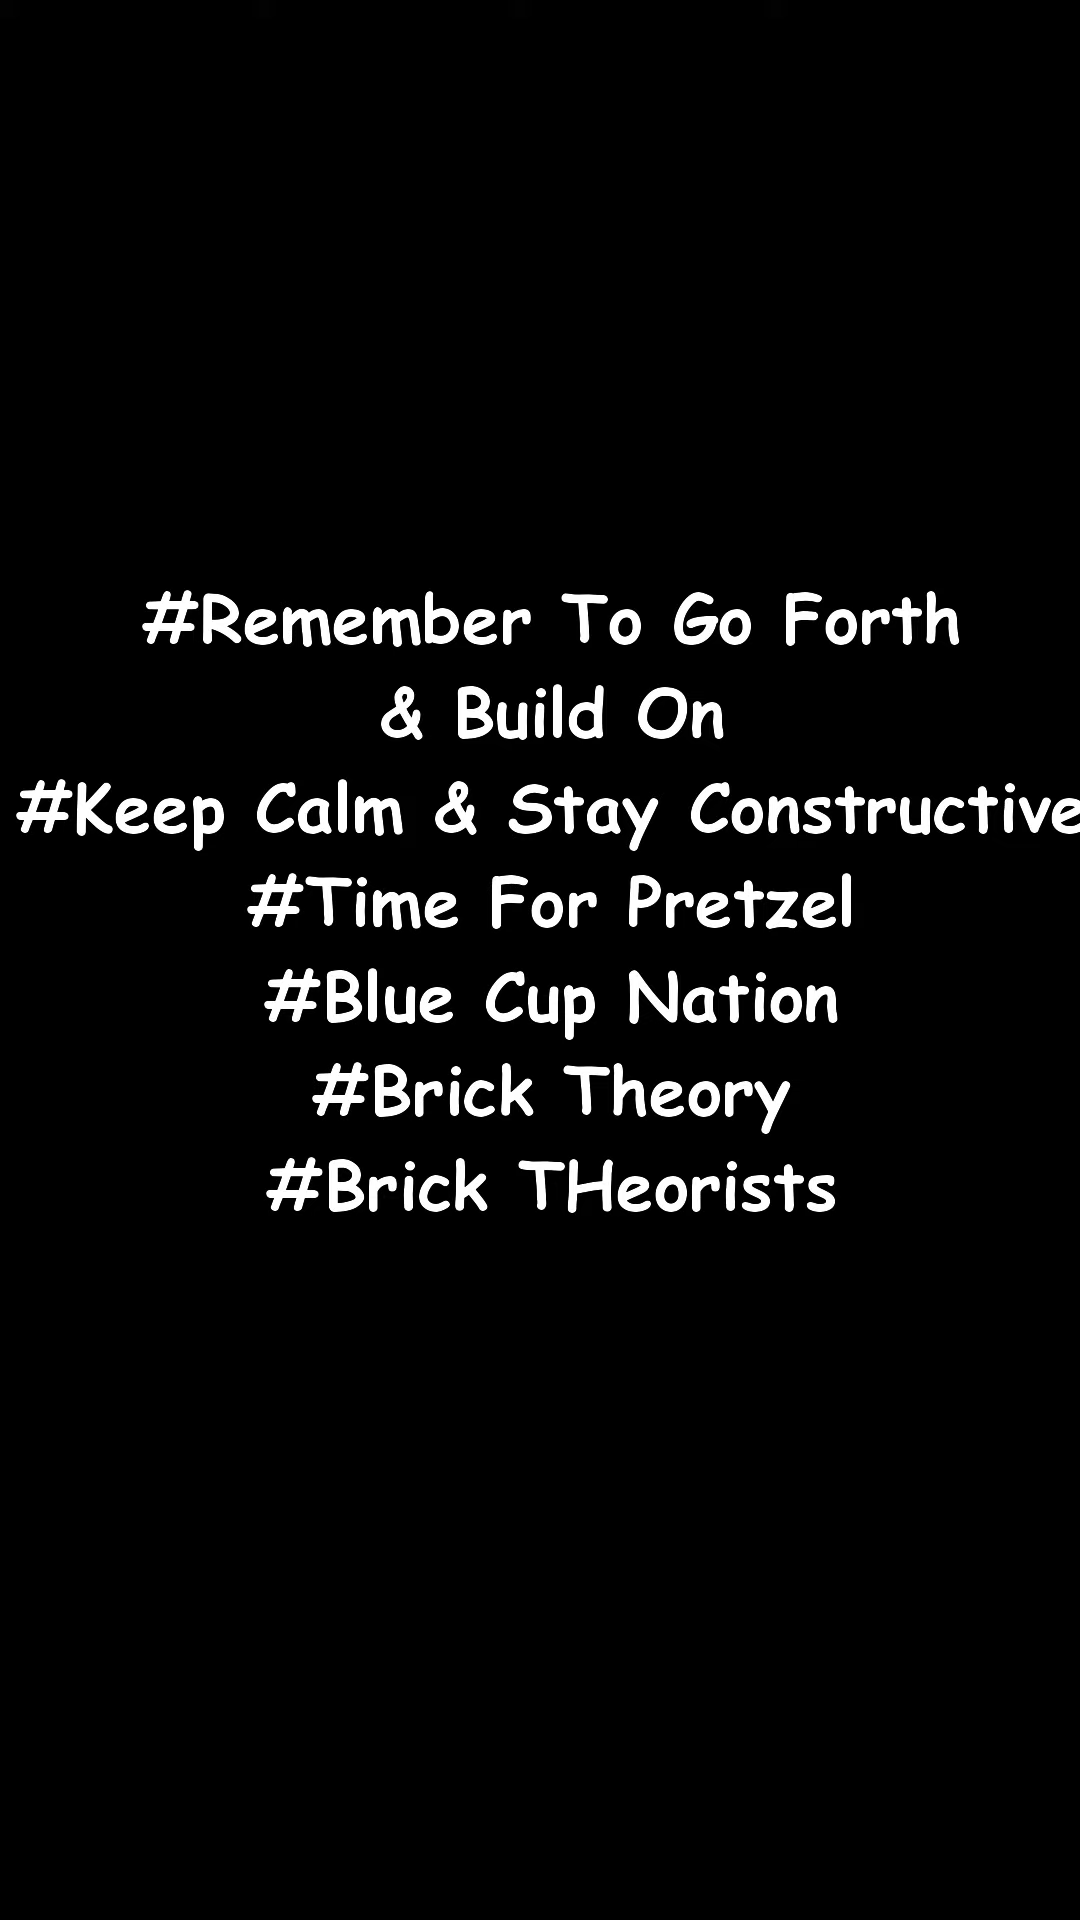 #Remember To Go Forth
& Build On
#Keep Calm & Stay Constructive
#Time For Pretzel
#Blue Cup Nation
#Brick Theory
#Brick THeorists